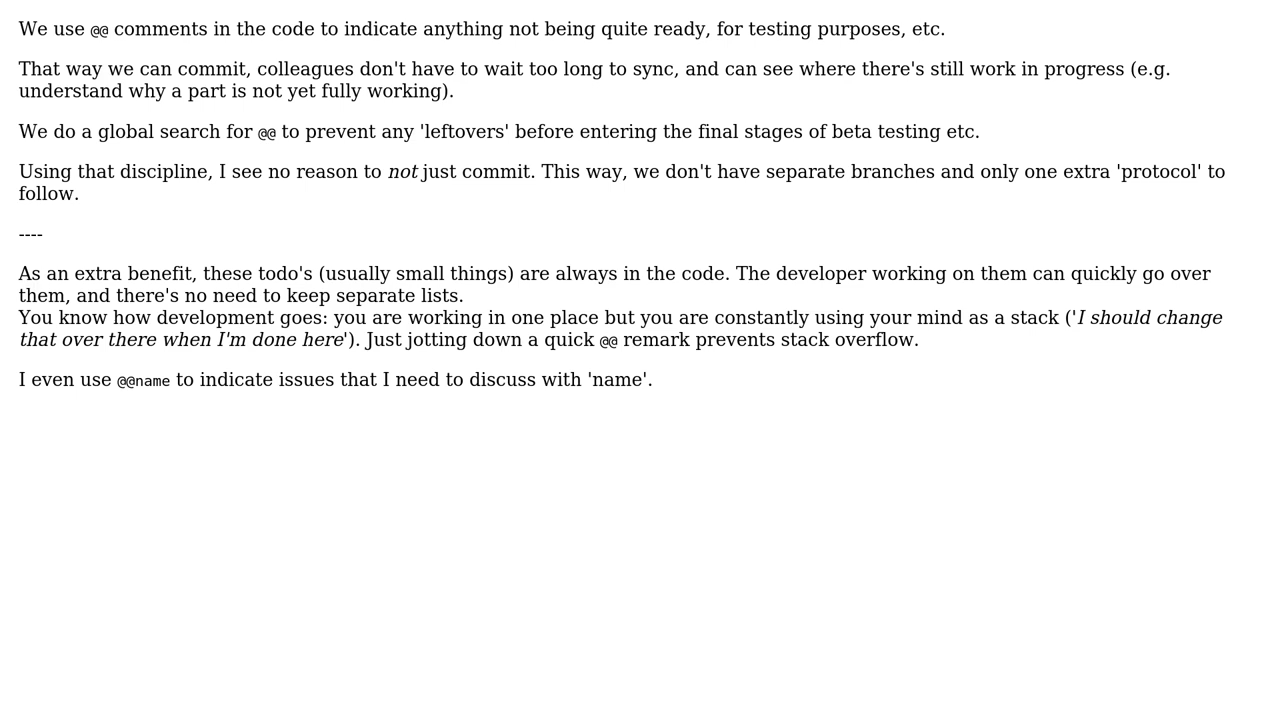 We use @@ comments in the code to indicate anything not being quite ready, for testing purposes, etc.
That way we can commit, colleagues don't have to wait too long to sync, and can see where there's still work in progress (e.g.
understand why a part is not yet fully working).
We do a global search for @@ to prevent any 'leftovers' before entering the final stages of beta testing etc.
Using that discipline, I see no reason to not just commit. This way, we don't have separate branches and only one extra 'protocol' to
follow.
----
As an extra benefit, these todo's (usually small things) are always in the code. The developer working on them can quickly go over
them, and there's no need to keep separate lists.
You know how development goes: you are working in one place but you are constantly using your mind as a stack ('I should change
that over there when I'm done here'). Just jotting down a quick @@ remark prevents stack overflow.
I even use @@name to indicate issues that I need to discuss with 'name'.